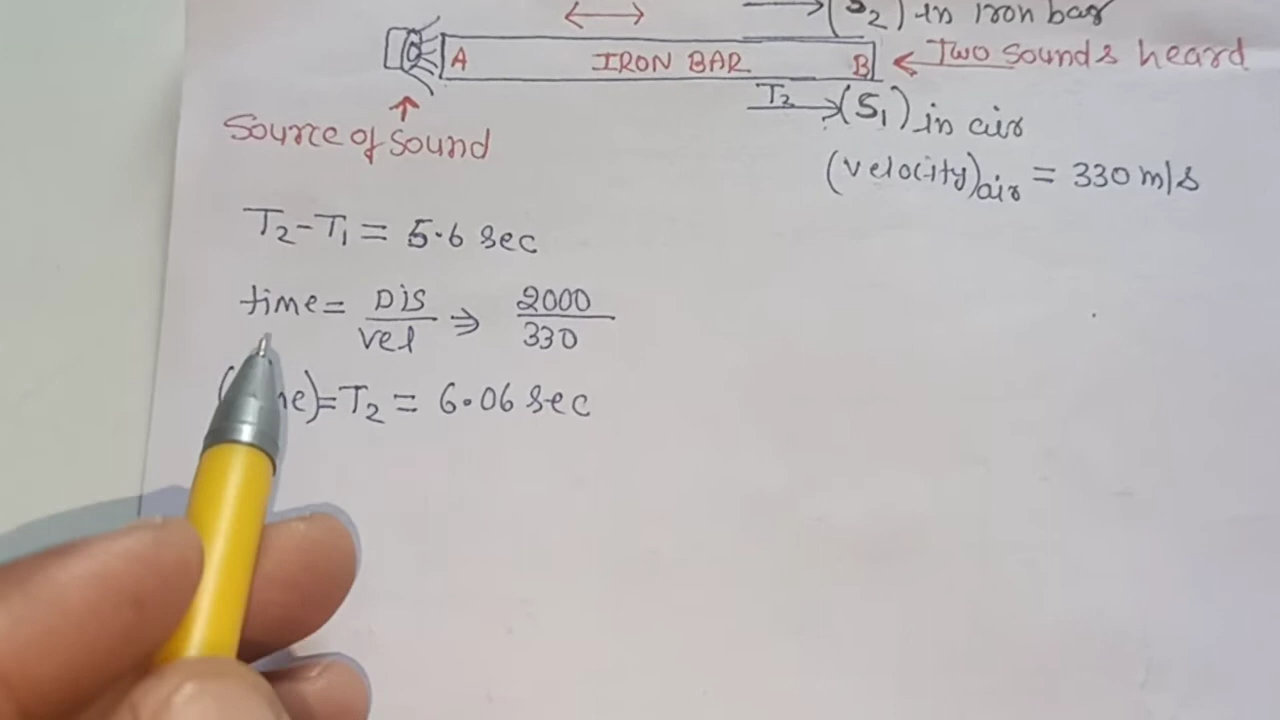 (S2) in iron bar
A IRON BAR B ← Two sounds heard
T2 → (S1) in air
Source of sound
(velocity)air = 330 m/s
T2-T1 = 5.6 sec
time = Dis/vel ⇒ 2000/330
= T2 = 6.06 sec